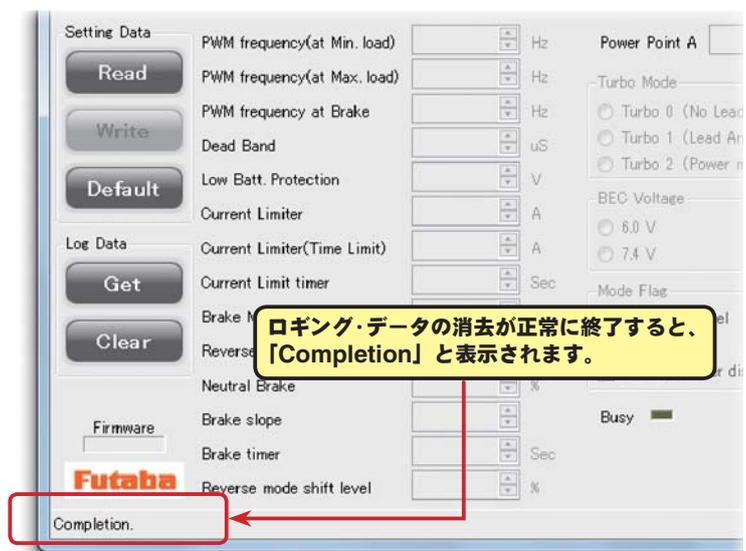 Setting Data
Read
Write
Default
Log Data
Get
Clear
Firmware
Futaba
PWM frequency(at Min. load) Hz
PWM frequency(at Max. load) Hz
PWM frequency at Brake Hz
Dead Band uS
Low Batt. Protection V
Current Limiter A
Current Limiter(Time Limit) A
Current Limit timer Sec
Brake
Reverse
Neutral Brake %
Brake slope
Brake timer Sec
Reverse mode shift level %
Power Point A
Turbo Mode
Turbo 0 (No Lead
Turbo 1 (Lead
Turbo 2 (Power
BEC Voltage
6.0 V
7.4 V
Mode Flag
Busy
ロギング・データの消去が正常に終了すると、
「Completion」と表示されます。
Completion.